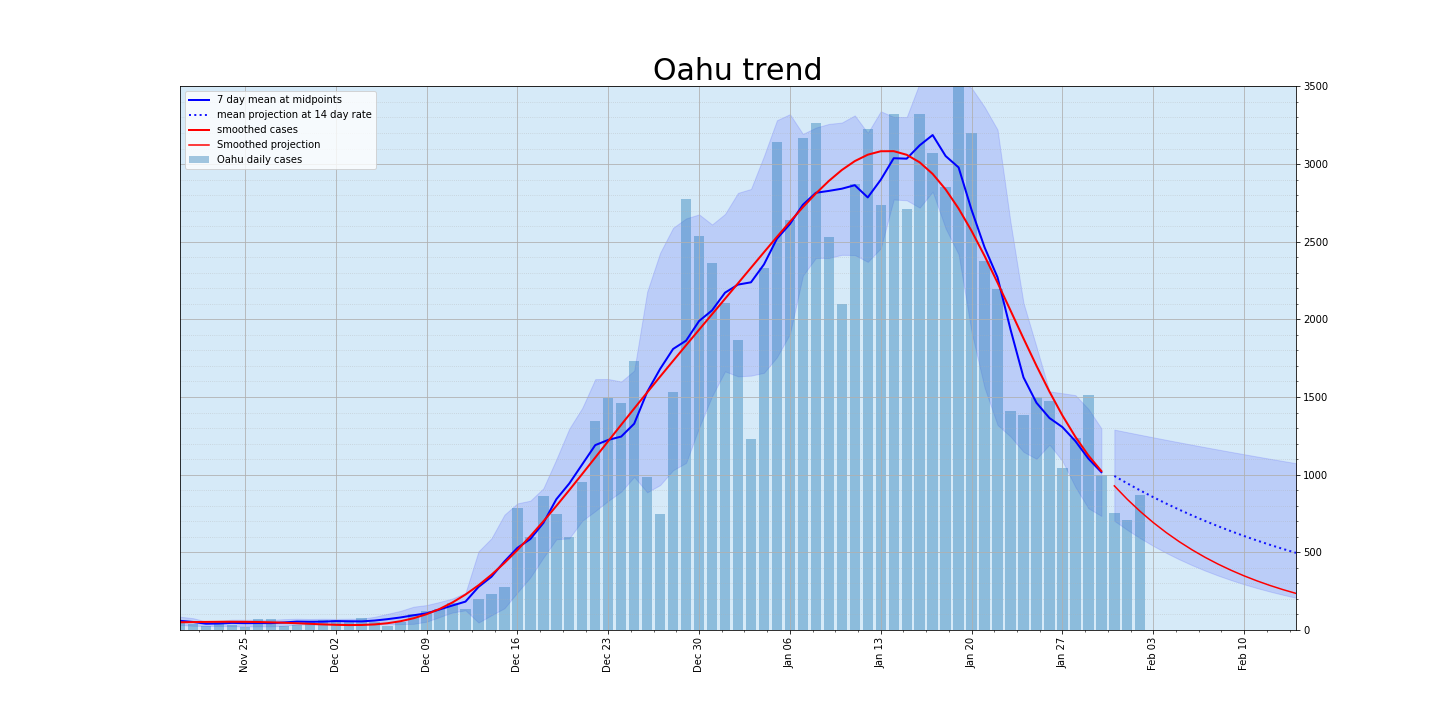 Oahu trend
7 day mean at midpoints
mean projection at 14 day rate
smoothed cases
Smoothed projection
Oahu daily cases
3500
3000
2500
2000
1500
1000
500
0
Nov 25
Dec 02
Dec 09
Dec 16
Dec 23
Dec 30
Jan 06
Jan 13
Jan 20
Jan 27
Feb 03
Feb 10